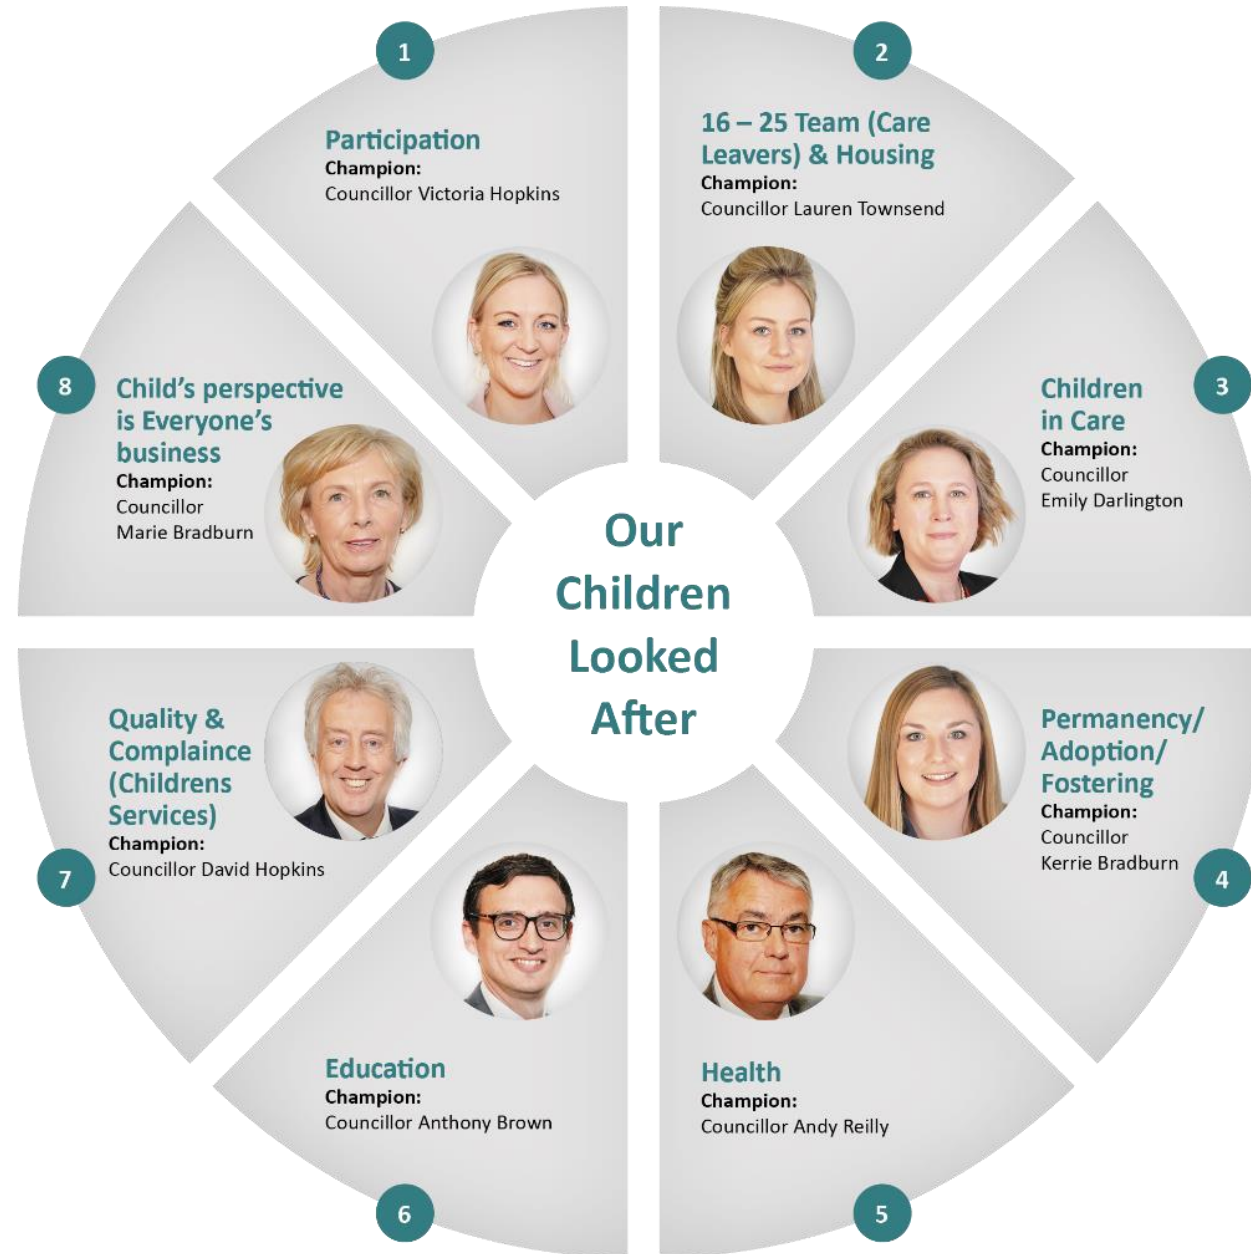 1
Participation
Champion:
Councillor Victoria Hopkins
2
16 – 25 Team (Care
Leavers) & Housing
Champion:
Councillor Lauren Townsend
3
Children
in Care
Champion:
Councillor
Emily Darlington
4
Permanency/
Adoption/
Fostering
Champion:
Councillor
Kerrie Bradburn
5
Health
Champion:
Councillor Andy Reilly
6
Education
Champion:
Councillor Anthony Brown
7
Quality &
Complaince
(Childrens
Services)
Champion:
Councillor David Hopkins
8
Child’s perspective
is Everyone’s
business
Champion:
Councillor
Marie Bradburn
Our
Children
Looked
After